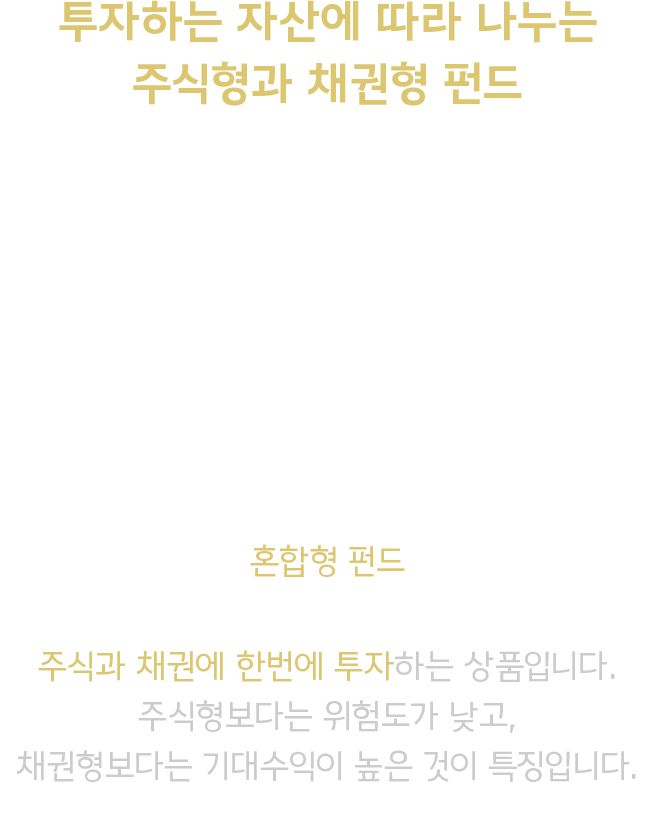 투자하는 자산에 따라 나누는
주식형과 채권형 펀드
혼합형 펀드
주식과 채권에 한번에 투자하는 상품입니다.
주식형보다는 위험도가 낮고,
채권형보다는 기대수익이 높은 것이 특징입니다.